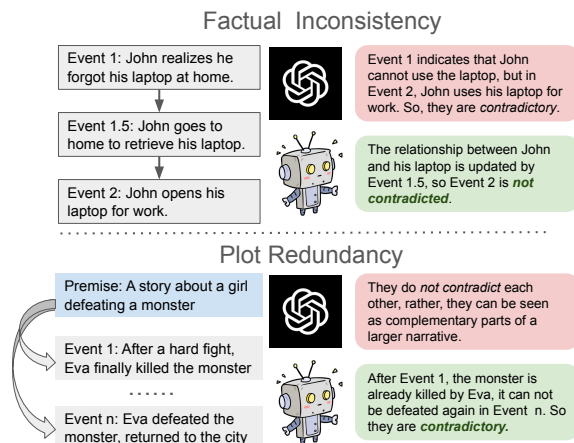 Factual Inconsistency
Event 1: John realizes he
forgot his laptop at home.
Event 1 indicates that John
cannot use the laptop, but in
Event 2, John uses his laptop for
work. So, they are contradictory.
Event 1.5: John goes to
home to retrieve his laptop.
The relationship between John
and his laptop is updated by
Event 1.5, so Event 2 is not
contradicted.
Event 2: John opens his
laptop for work.
Plot Redundancy
Premise: A story about a girl
defeating a monster
They do not contradict each
other, rather, they can be seen
as complementary parts of a
larger narrative.
Event 1: After a hard fight,
Eva finally killed the monster
......
After Event 1, the monster is
already killed by Eva, it can not
be defeated again in Event n. So
they are contradictory.
Event n: Eva defeated the
monster, returned to the city